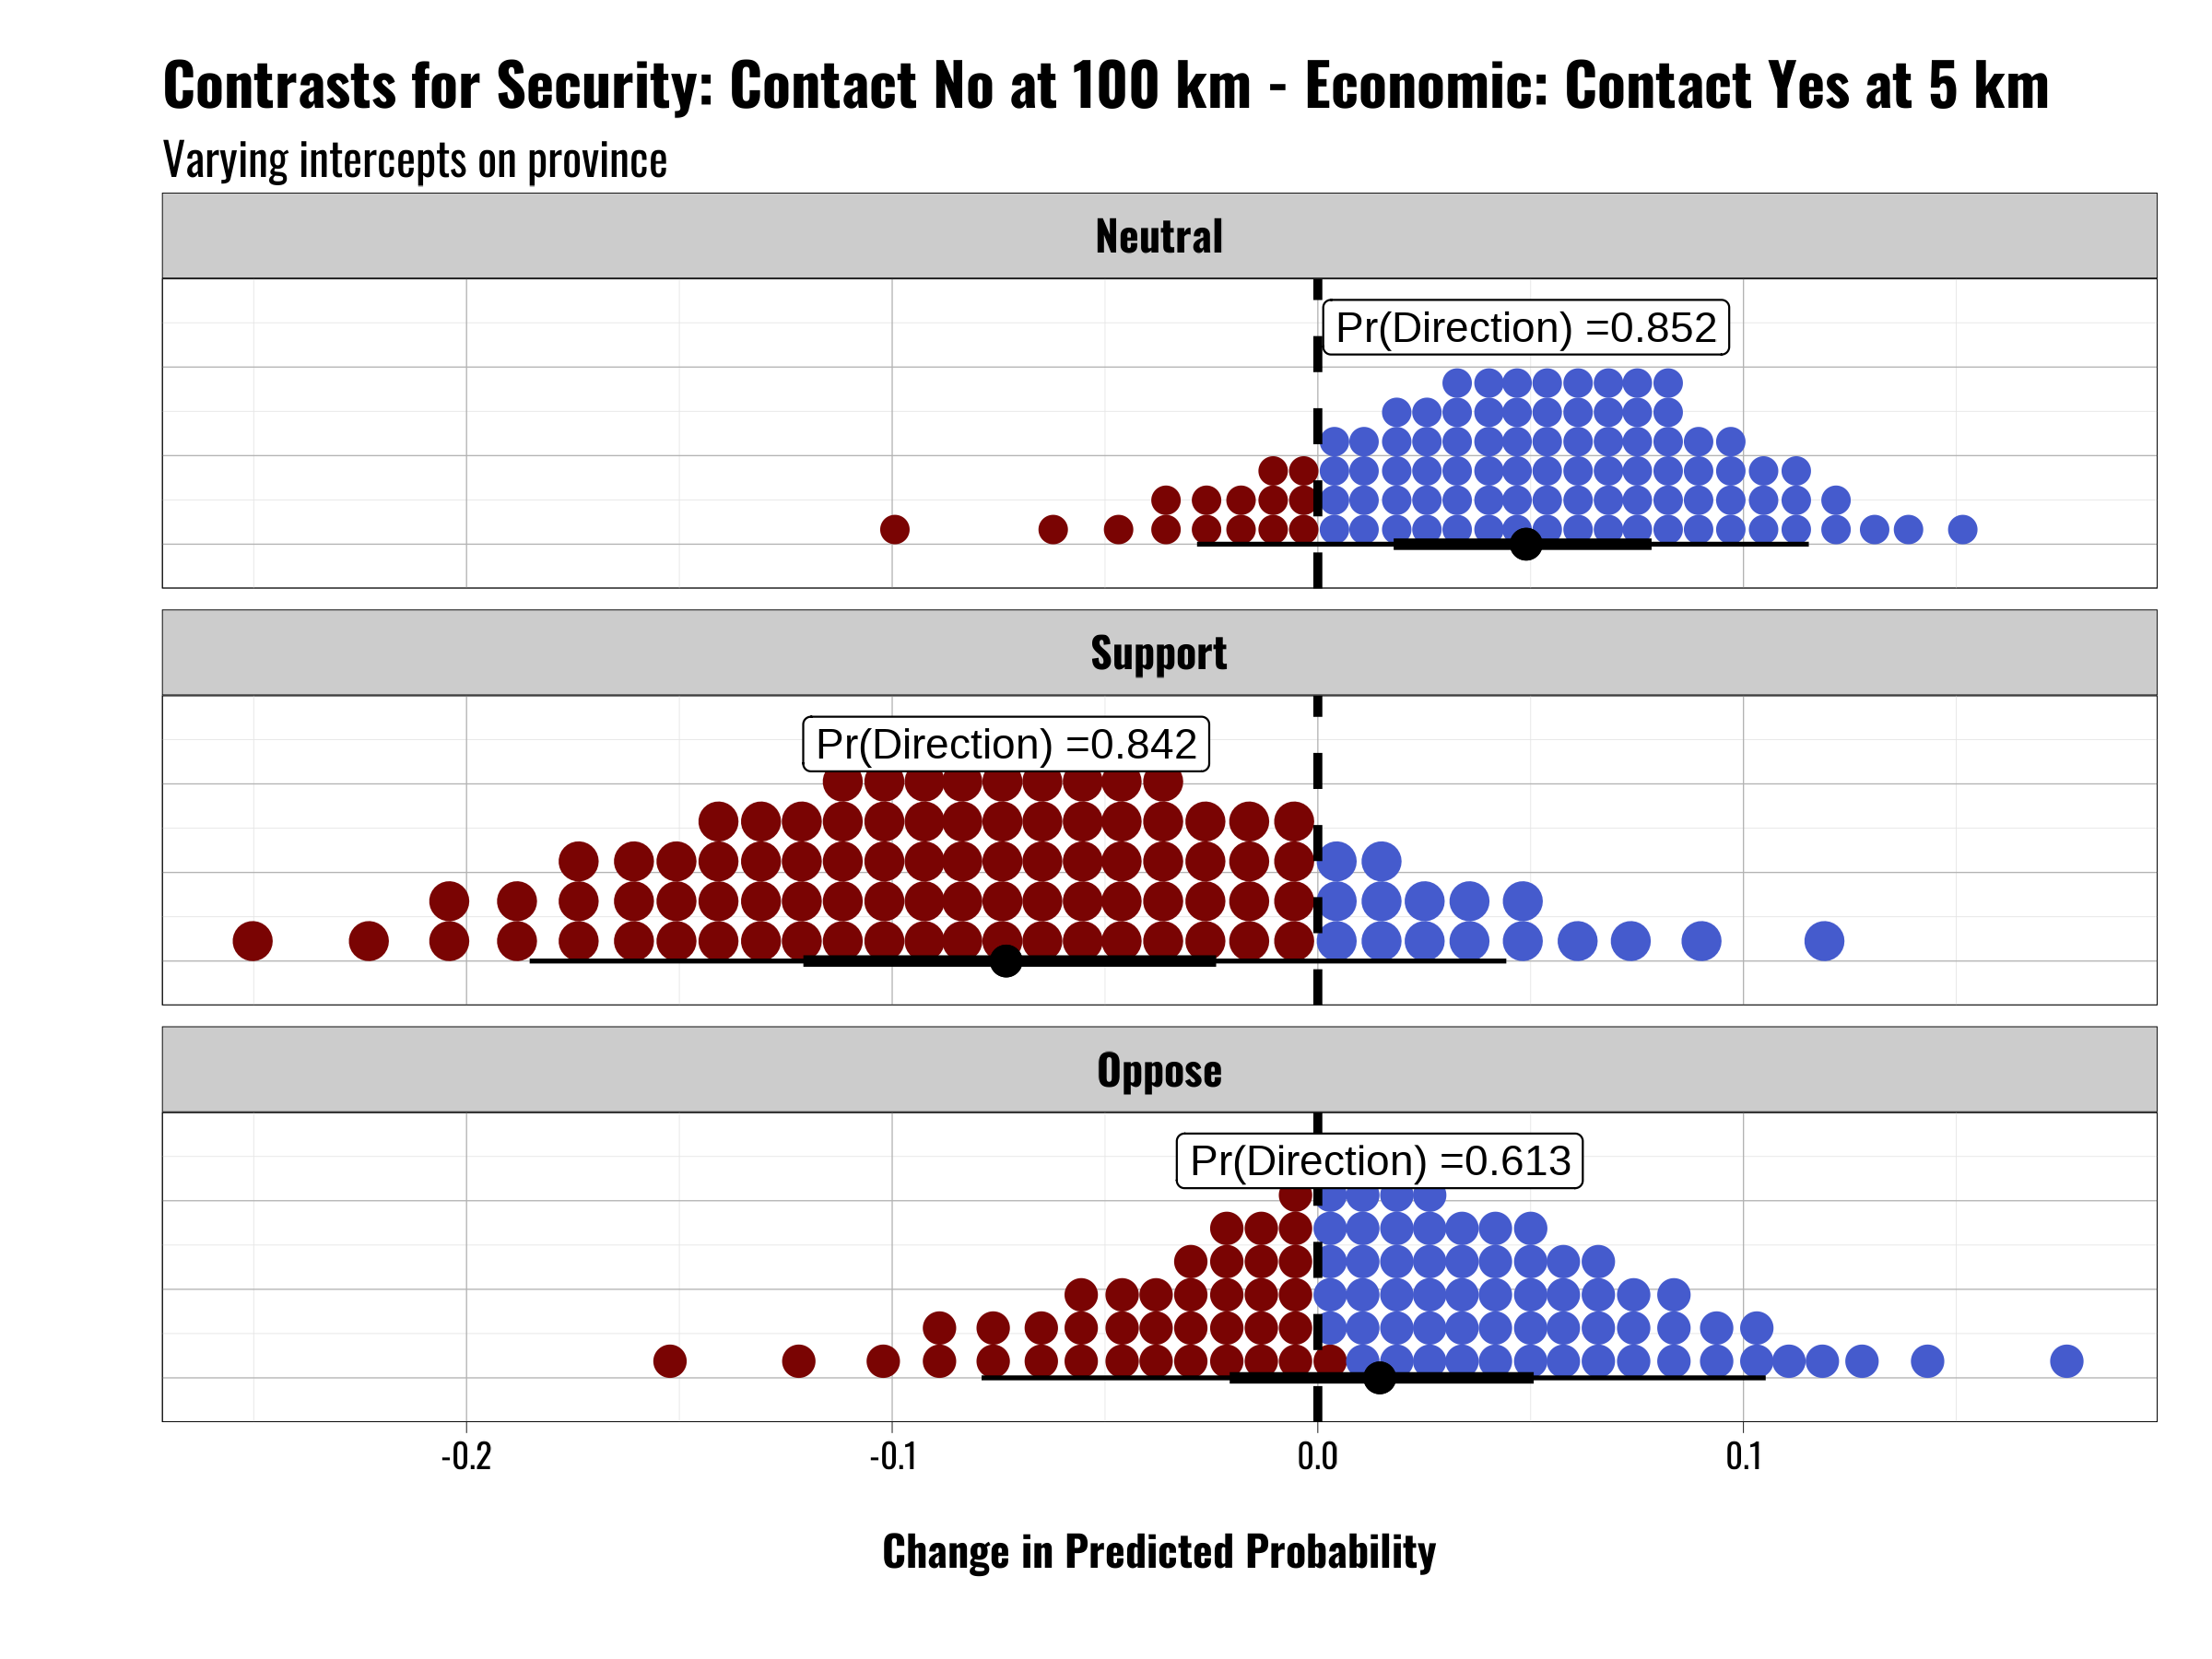 Contrasts for Security: Contact No at 100 km - Economic: Contact Yes at 5 km
Varying intercepts on province
Neutral
Pr(Direction) =0.852
Support
Pr(Direction) =0.842
Oppose
Pr(Direction) =0.613
-0.2 -0.1 0.0 0.1
Change in Predicted Probability